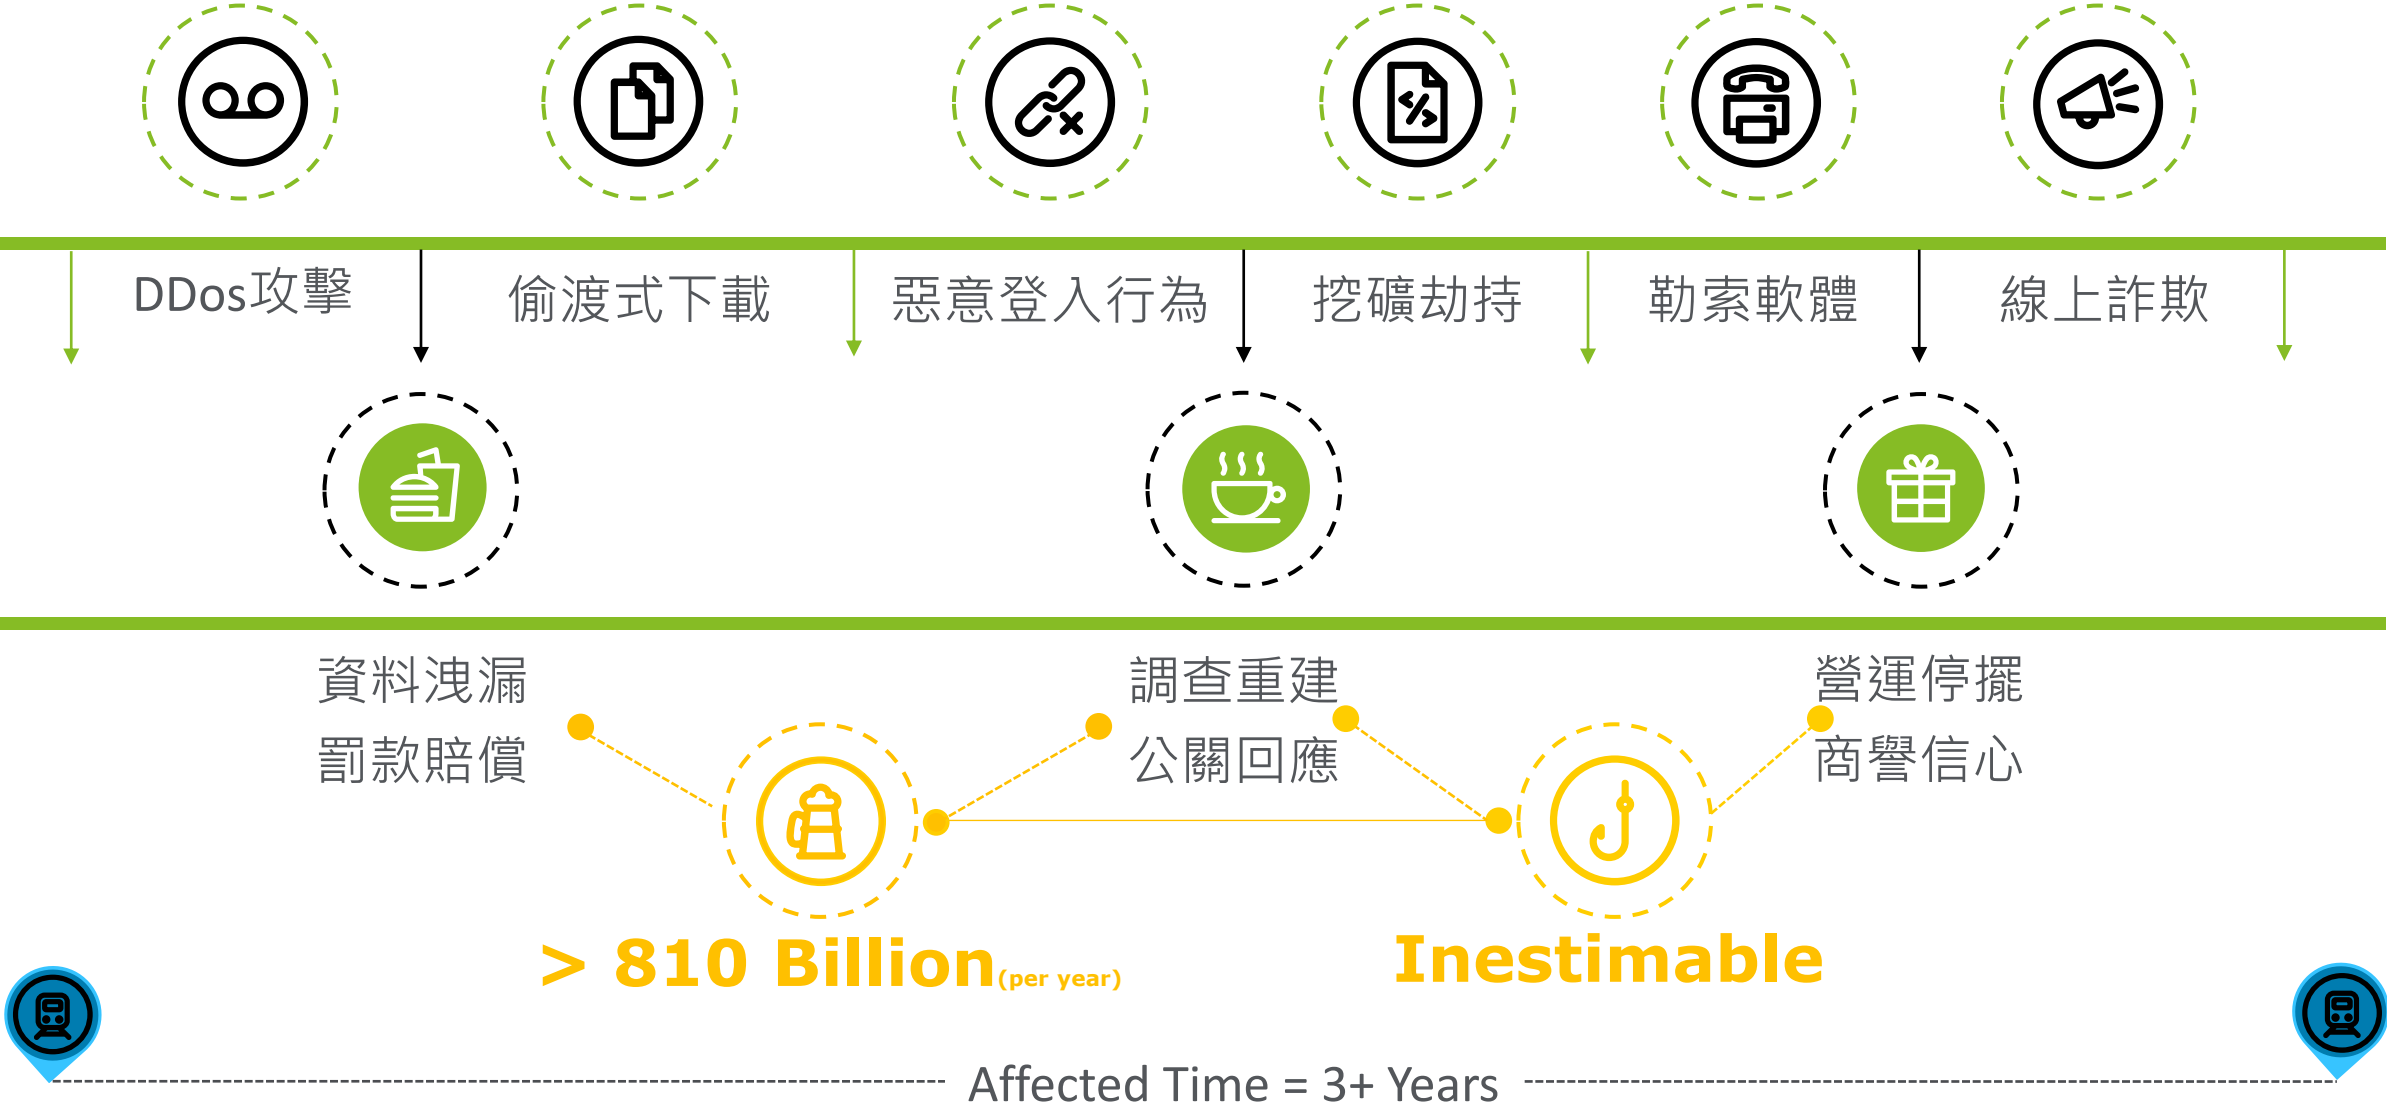 DDos攻擊
偷渡式下載
惡意登入行為
挖礦劫持
勒索軟體
線上詐欺
資料洩漏
罰款賠償
調查重建
公關回應
營運停擺
商譽信心
> 810 Billion(per year)
Inestimable
Affected Time = 3+ Years